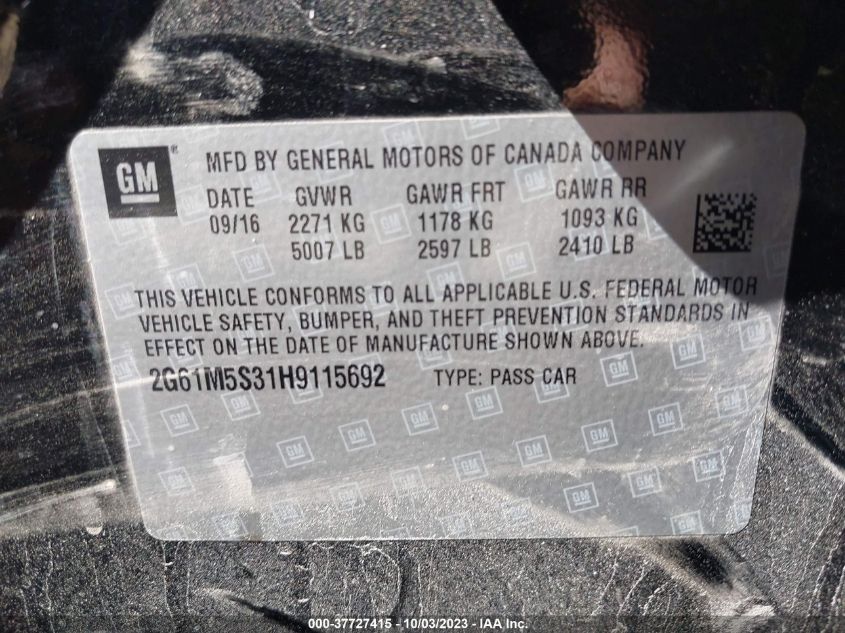 GM
MFD BY GENERAL MOTORS OF CANADA COMPANY
DATE GVWR GAWR FRT GAWR RR
09/16 2271 KG 1178 KG 1093 KG
5007 LB 2597 LB 2410 LB
THIS VEHICLE CONFORMS TO ALL APPLICABLE U.S. FEDERAL MOTOR
VEHICLE SAFETY, BUMPER, AND THEFT PREVENTION STANDARDS IN
EFFECT ON THE DATE OF MANUFACTURE SHOWN ABOVE.
2G61M5S31H9115692 TYPE: PASS CAR
000-37727415 - 10/03/2023 - IAA Inc.